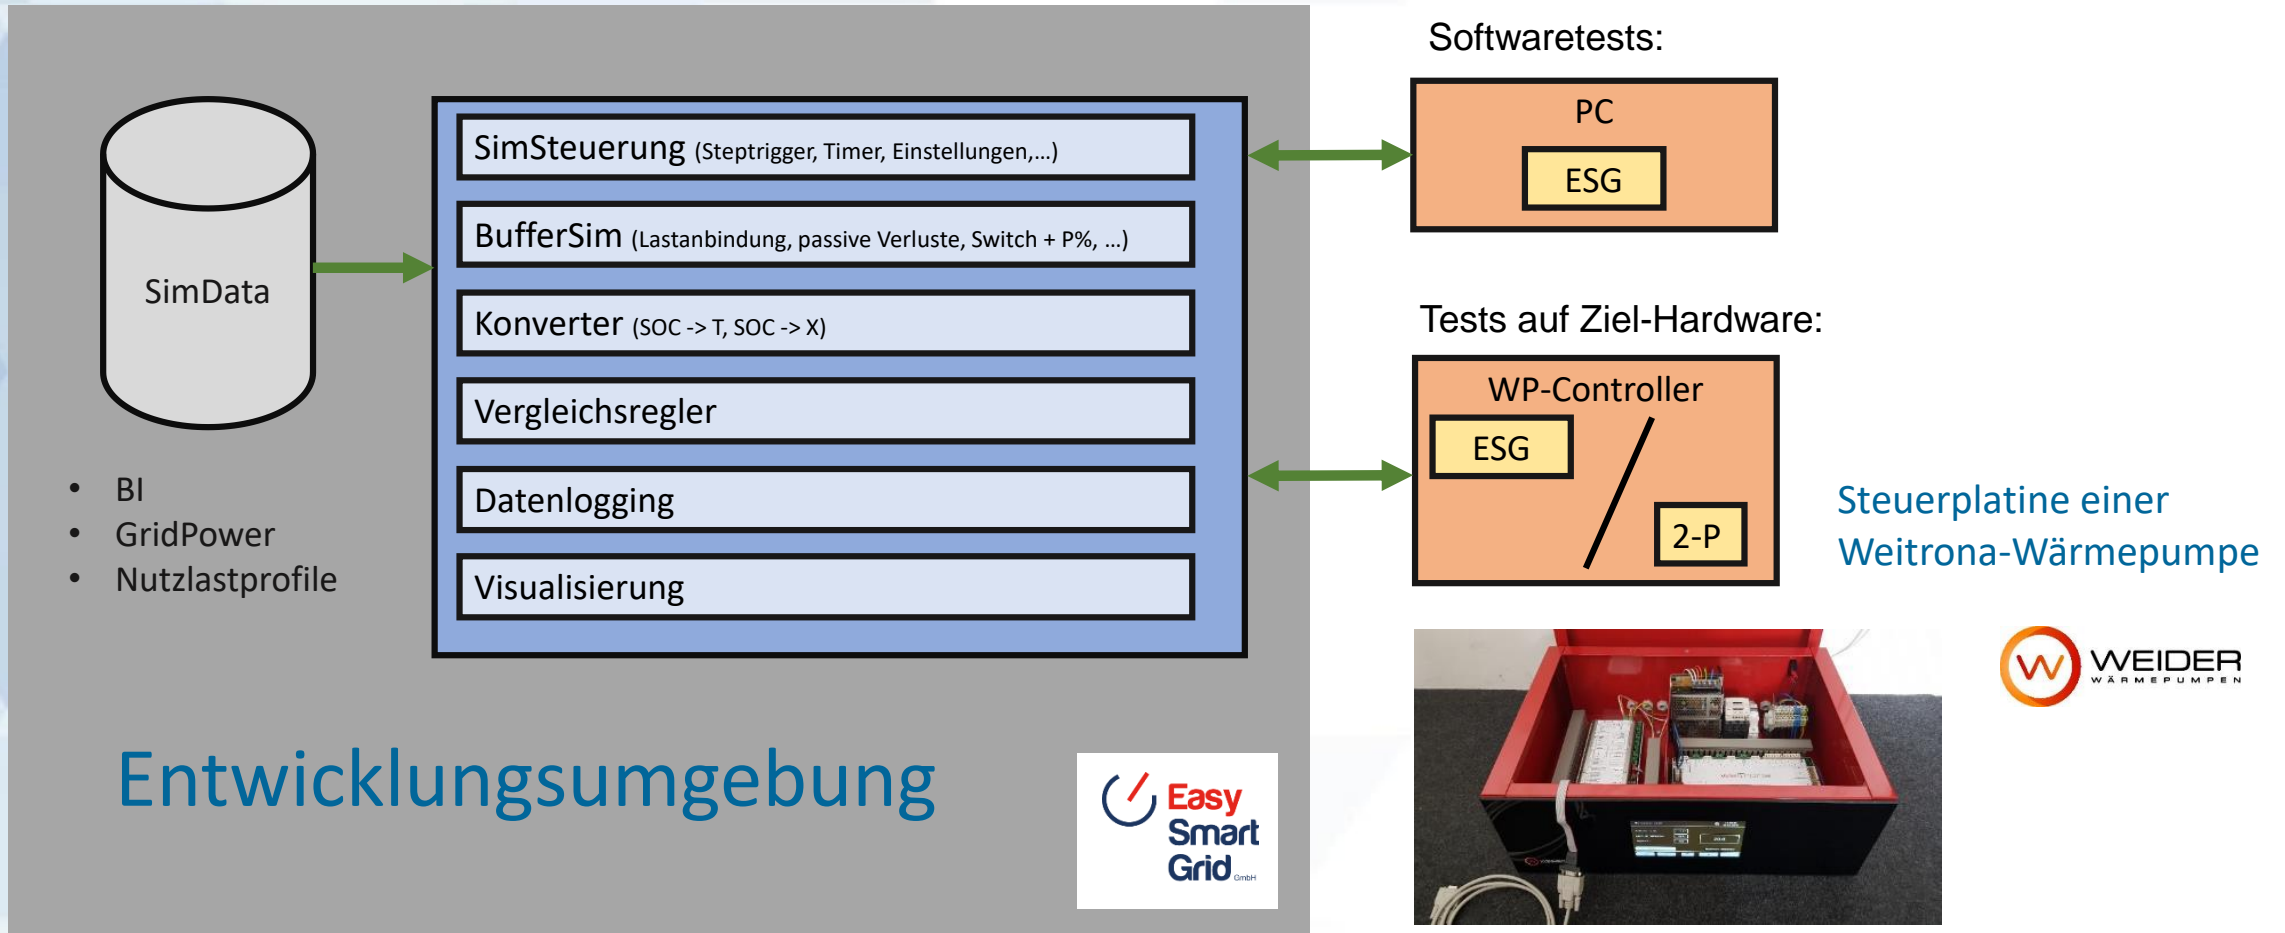 Softwaretests:
PC
ESG
SimSteuerung (Steptrigger, Timer, Einstellungen,...)
BufferSim (Lastanbindung, passive Verluste, Switch + P%, ...)
Konverter (SOC -> T, SOC -> X)
Vergleichsregler
Datenlogging
Visualisierung
SimData
• BI
• GridPower
• Nutzlastprofile
Tests auf Ziel-Hardware:
WP-Controller
ESG
2-P
Steuerplatine einer
Weitrona-Wärmepumpe
WEIDER
WÄRMEPUMPEN
Entwicklungsumgebung
Easy
Smart
Grid GmbH
WEIDER